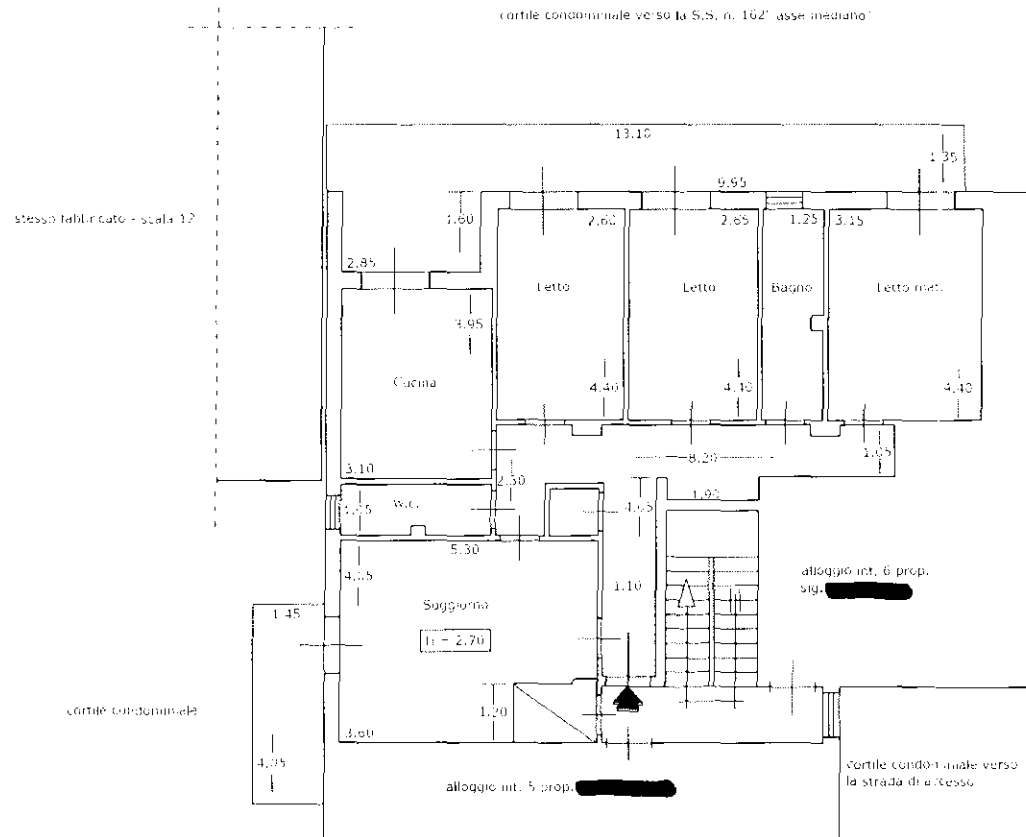 cortile condominiale verso la S.S. n. 162" asse mediano"
13.10
1.35
9.95
stesso fabbricato - scala 12
1.60
2.60
2.65
1.25
3.15
2.85
Letto
Letto
Bagno
Letto mat.
3.95
Cucina
4.40
4.40
4.40
3.10
2.30
8.20
1.05
W.C.
1.90
4.65
5.30
4.05
1.10
alloggio int. 6 prop.
sig.
Soggiorno
1.45
h = 2.70
cortile condominiale
1.20
3.60
4.05
alloggio int. 5 prop.
cortile condominiale verso
la strada di accesso